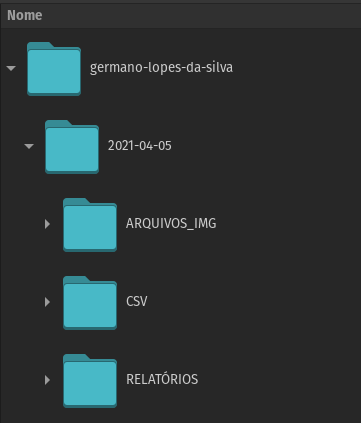 Nome
germano-lopes-da-silva
2021-04-05
ARQUIVOS_IMG
CSV
RELATÓRIOS